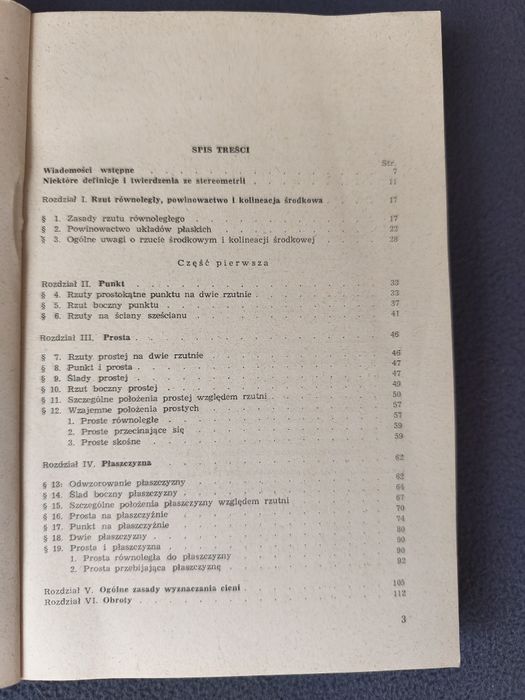 SPIS TREŚCI
Str.
Wiadomości wstępne . . . . . . . . . . 7
Niektóre definicje i twierdzenia ze stereometrii . . . . . . 11
Rozdział I. Rzut równoległy, powinowactwo i kolineacja środkowa . . . 17
§ 1. Zasady rzutu równoległego . . . . . . . . 17
§ 2. Powinowactwo układów płaskich . . . . . . . 22
§ 3. Ogólne uwagi o rzucie środkowym i kolineacji środkowej . . . 28
Część pierwsza
Rozdział II. Punkt . . . . . . . . . . 33
§ 4. Rzuty prostokątne punktu na dwie rzutnie . . . . . . 33
§ 5. Rzut boczny punktu . . . . . . . . . 37
§ 6. Rzuty na ściany sześcianu . . . . . . . . 41
Rozdział III. Prosta . . . . . . . . . . 46
§ 7. Rzuty prostej na dwie rzutnie . . . . . . . 46
§ 8. Punkt i prosta . . . . . . . . . . 47
§ 9. Ślady prostej . . . . . . . . . . 47
§ 10. Rzut boczny prostej . . . . . . . . . 49
§ 11. Szczególne położenia prostej względem rzutni . . . . . 50
§ 12. Wzajemne położenia prostych . . . . . . . 57
1. Proste równoległe . . . . . . . . . 57
2. Proste przecinające się . . . . . . . . 59
3. Proste skośne . . . . . . . . . . 59
Rozdział IV. Płaszczyzna . . . . . . . . . 62
§ 13. Odwzorowanie płaszczyzny . . . . . . . . 62
§ 14. Ślad boczny płaszczyzny . . . . . . . . 64
§ 15. Szczególne położenia płaszczyzny względem rzutni . . . . 67
§ 16. Prosta na płaszczyźnie . . . . . . . . 70
§ 17. Punkt na płaszczyźnie . . . . . . . . 74
§ 18. Dwie płaszczyzny . . . . . . . . . 80
§ 19. Prosta i płaszczyzna . . . . . . . . . 90
1. Prosta równoległa do płaszczyzny . . . . . . 90
2. Prosta przebijająca płaszczyznę . . . . . . 92
Rozdział V. Ogólne zasady wyznaczania cieni . . . . . . 105
Rozdział VI. Obroty . . . . . . . . . . 112
3